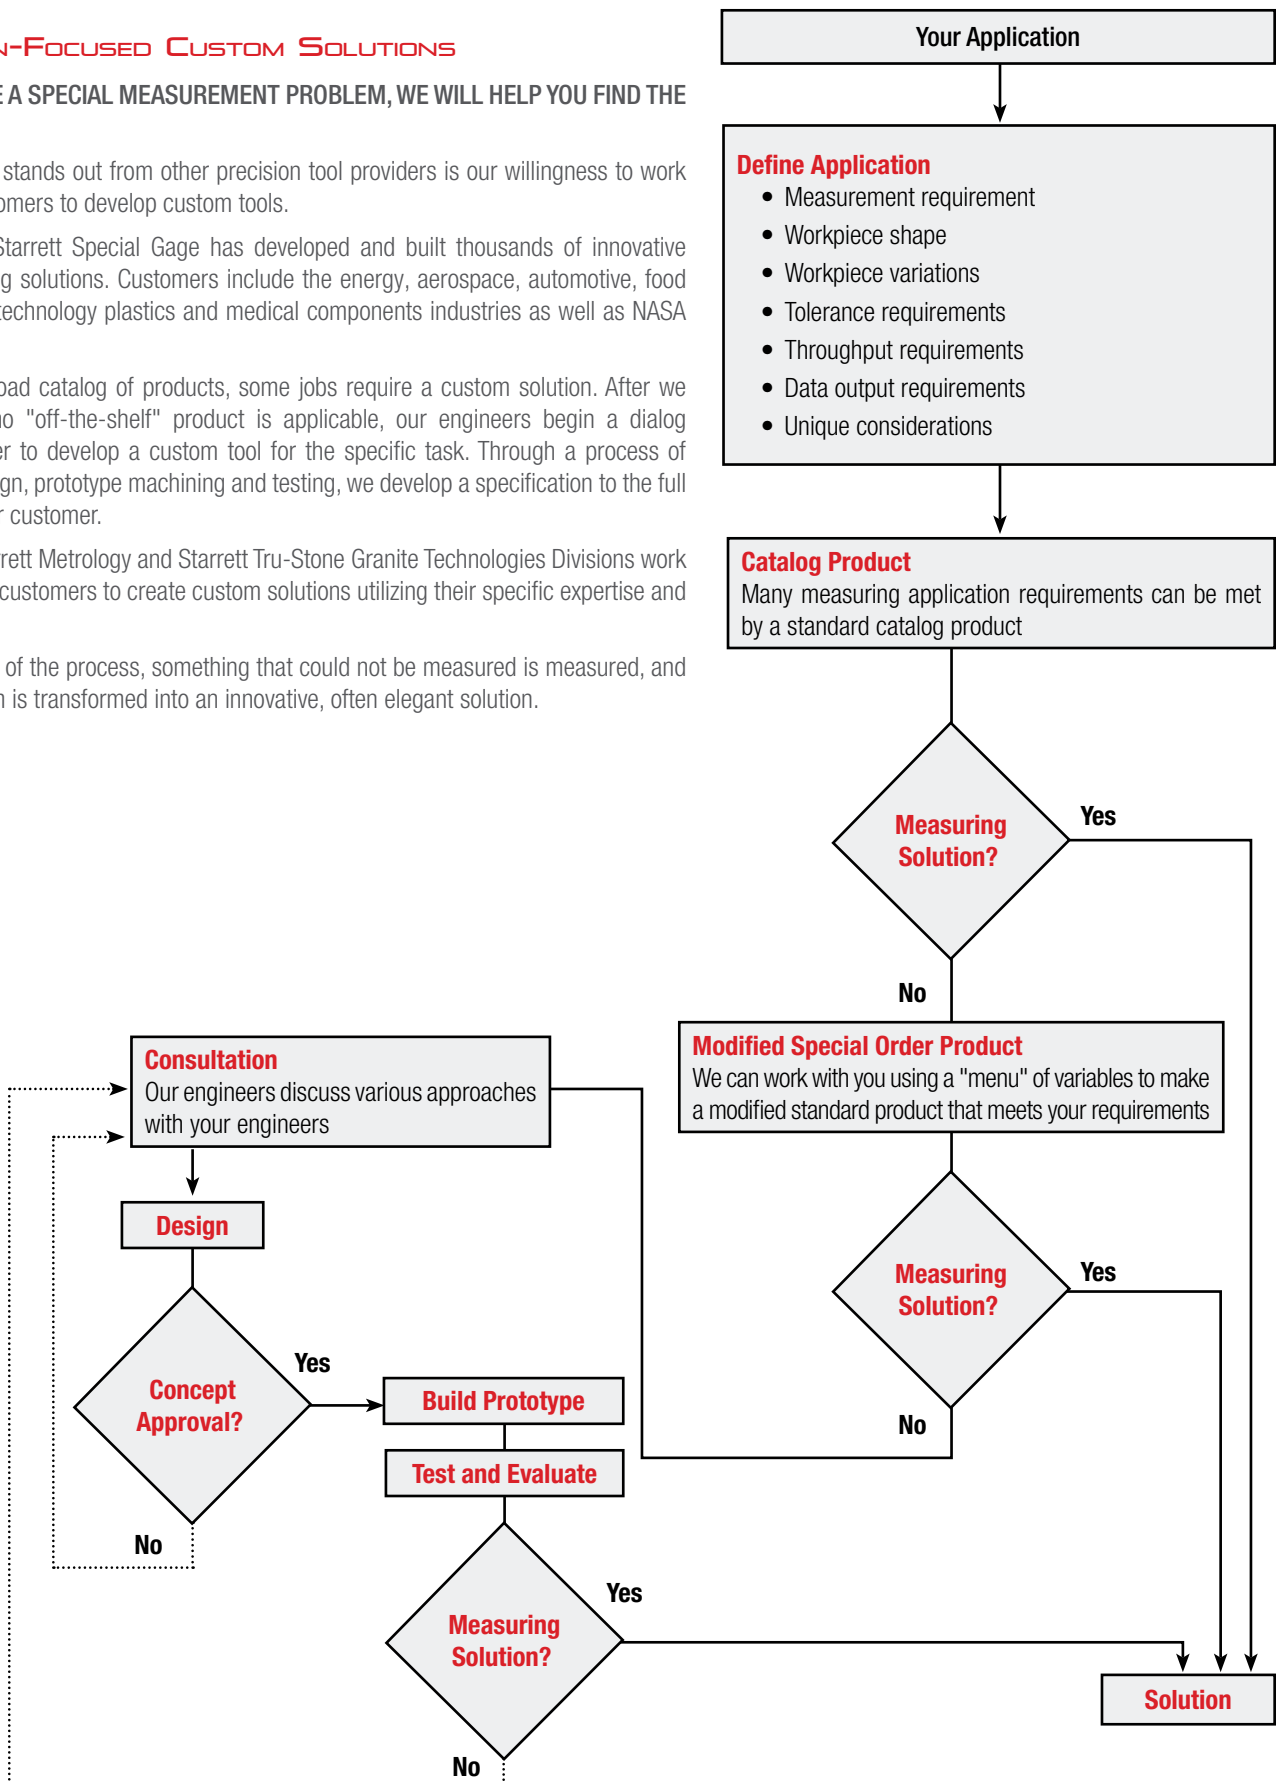 N-FOCUSED CUSTOM SOLUTIONS
E A SPECIAL MEASUREMENT PROBLEM, WE WILL HELP YOU FIND THE
stands out from other precision tool providers is our willingness to work
omers to develop custom tools.
Starrett Special Gage has developed and built thousands of innovative
g solutions. Customers include the energy, aerospace, automotive, food
technology plastics and medical components industries as well as NASA
oad catalog of products, some jobs require a custom solution. After we
no "off-the-shelf" product is applicable, our engineers begin a dialog
er to develop a custom tool for the specific task. Through a process of
gn, prototype machining and testing, we develop a specification to the full
r customer.
rrett Metrology and Starrett Tru-Stone Granite Technologies Divisions work
customers to create custom solutions utilizing their specific expertise and
of the process, something that could not be measured is measured, and
n is transformed into an innovative, often elegant solution.
Your Application
Define Application
• Measurement requirement
• Workpiece shape
• Workpiece variations
• Tolerance requirements
• Throughput requirements
• Data output requirements
• Unique considerations
Catalog Product
Many measuring application requirements can be met
by a standard catalog product
Measuring
Solution?
Yes
No
Modified Special Order Product
We can work with you using a "menu" of variables to make
a modified standard product that meets your requirements
Measuring
Solution?
Yes
No
Consultation
Our engineers discuss various approaches
with your engineers
Design
Concept
Approval?
Yes
No
Build Prototype
Test and Evaluate
Measuring
Solution?
Yes
No
Solution